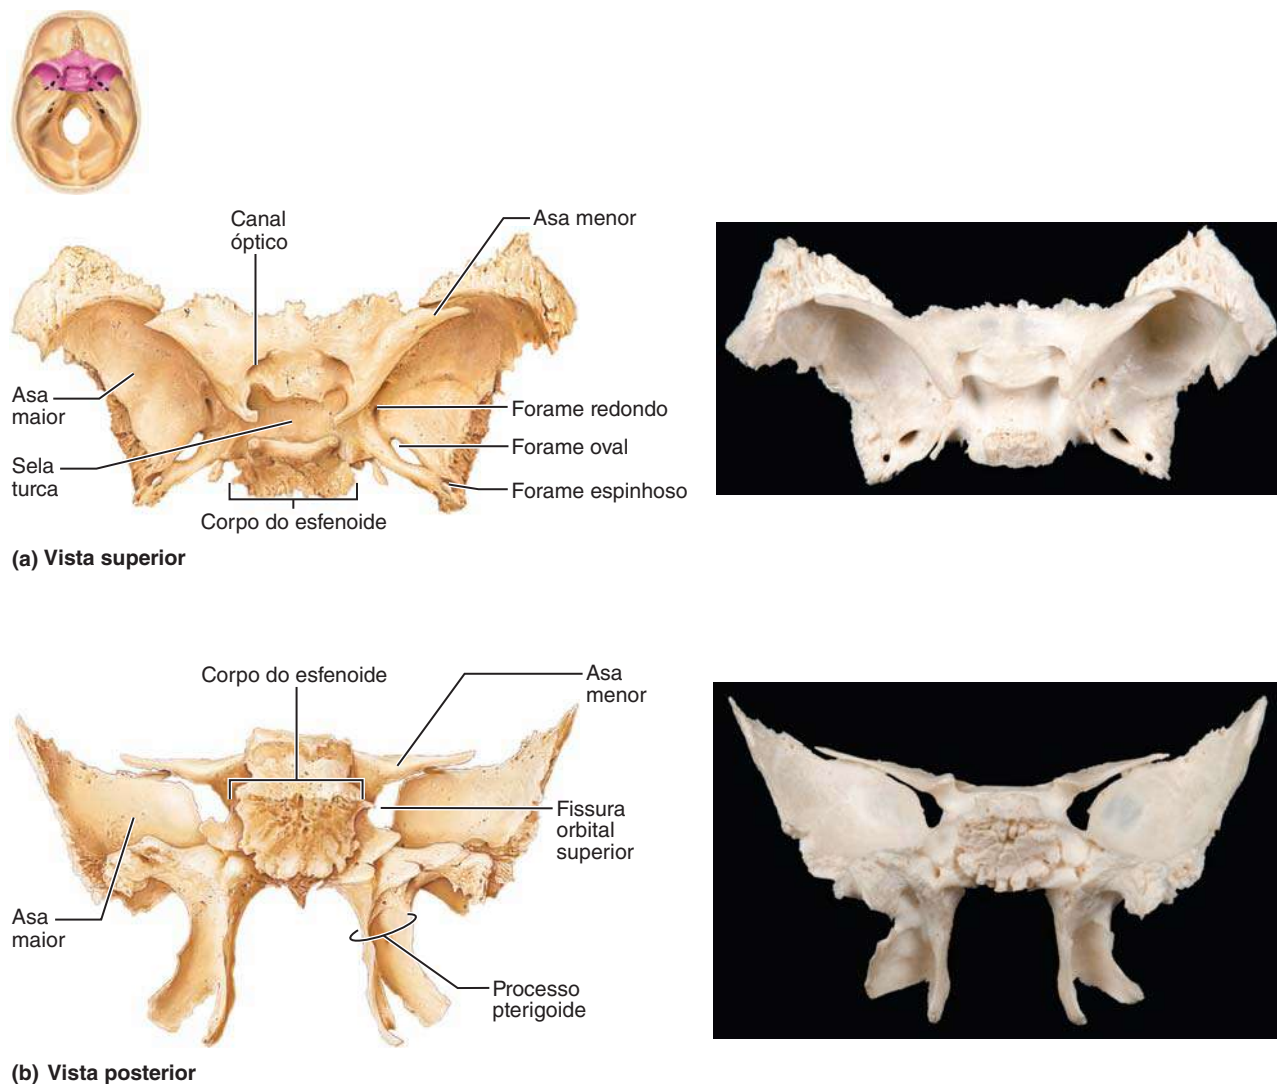 Canal
óptico
Asa menor
Asa
maior
Sela
turca
Forame redondo
Forame oval
Forame espinhoso
Corpo do esfenoide
(a) Vista superior
Corpo do esfenoide
Asa
menor
Fissura
orbital
superior
Asa
maior
Processo
pterigoide
(b) Vista posterior